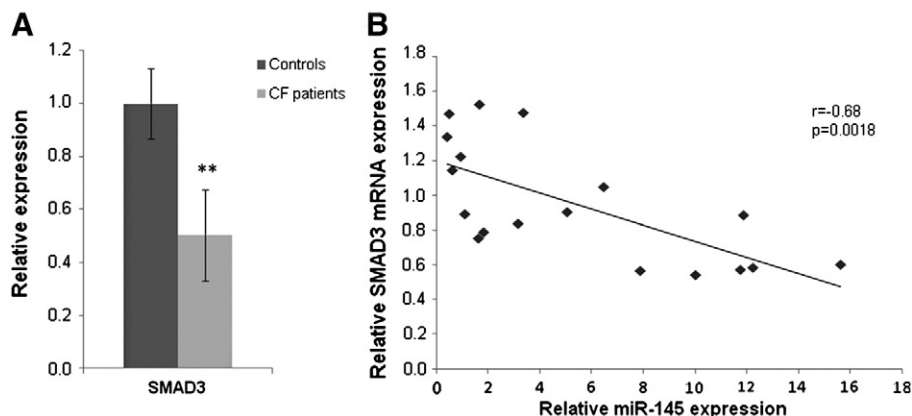 A
Relative expression
1.2
1.0
0.8
0.6
0.4
0.2
0.0
SMAD3
Controls
CF patients
**
B
Relative SMAD3 mRNA expression
1.8
1.6
1.4
1.2
1.0
0.8
0.6
0.4
0.2
0.0
r=-0.68
p=0.0018
0 2 4 6 8 10 12 14 16 18
Relative miR-145 expression